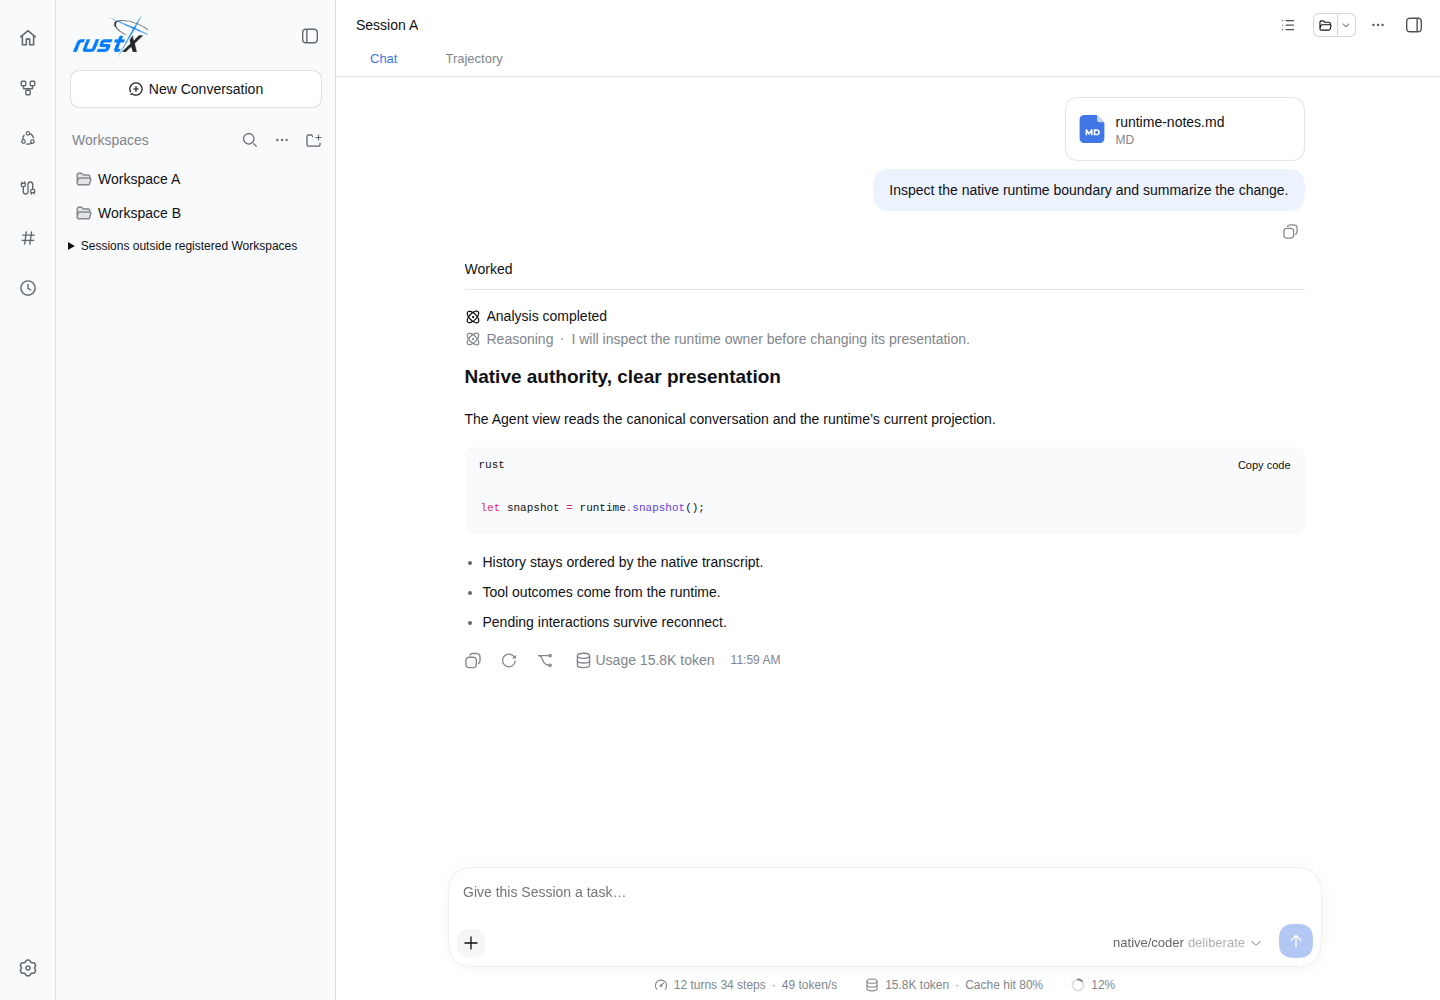 rustX
New Conversation
Workspaces
Workspace A
Workspace B
Sessions outside registered Workspaces
Session A
Chat
Trajectory
MD
runtime-notes.md
MD
Inspect the native runtime boundary and summarize the change.
Worked
Analysis completed
Reasoning · I will inspect the runtime owner before changing its presentation.
Native authority, clear presentation
The Agent view reads the canonical conversation and the runtime’s current projection.
rust
Copy code
let snapshot = runtime.snapshot();
• History stays ordered by the native transcript.
• Tool outcomes come from the runtime.
• Pending interactions survive reconnect.
Usage 15.8K token
11:59 AM
Give this Session a task…
native/coder deliberate
12 turns 34 steps · 49 token/s
15.8K token · Cache hit 80%
12%